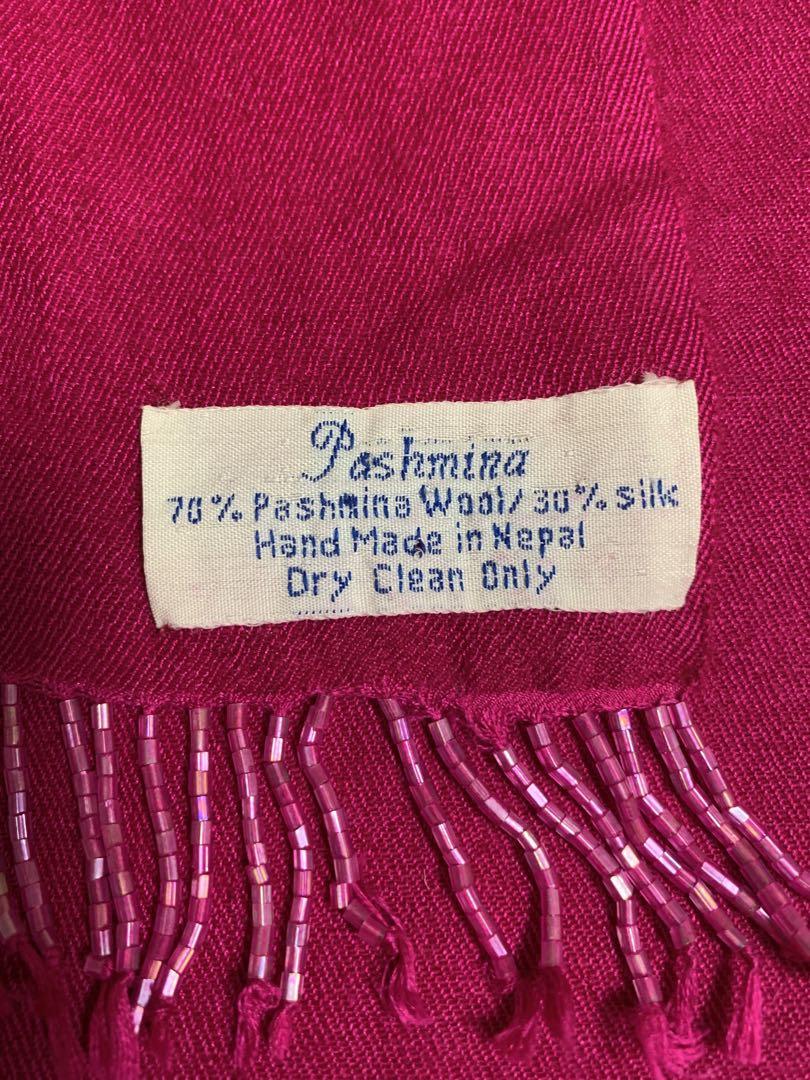 Pashmina
70% Pashmina Wool/ 30% Silk
Hand Made in Nepal
Dry Clean Only